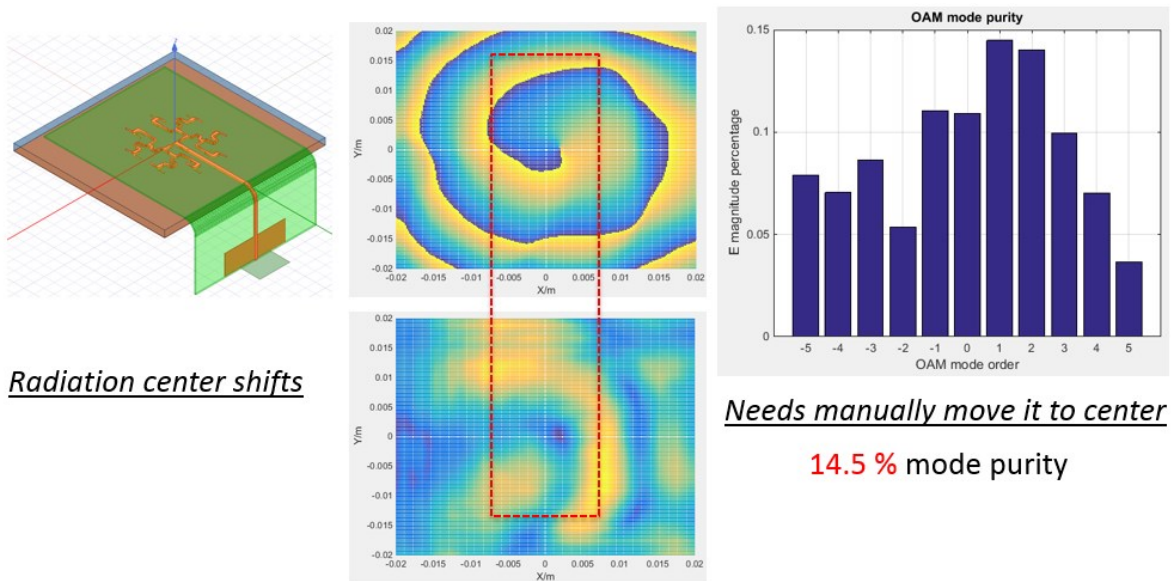 Radiation center shifts
0.02
0.015
0.01
0.005
0
-0.005
-0.01
-0.015
-0.02
Y/m
-0.02 -0.015 -0.01 -0.005 0 0.005 0.01 0.015 0.02
X/m
0.02
0.015
0.01
0.005
0
-0.005
-0.01
-0.015
-0.02
Y/m
-0.02 -0.015 -0.01 -0.005 0 0.005 0.01 0.015 0.02
X/m
OAM mode purity
0.15
0.1
0.05
0
E magnitude percentage
-5 -4 -3 -2 -1 0 1 2 3 4 5
OAM mode order
Needs manually move it to center
14.5 % mode purity